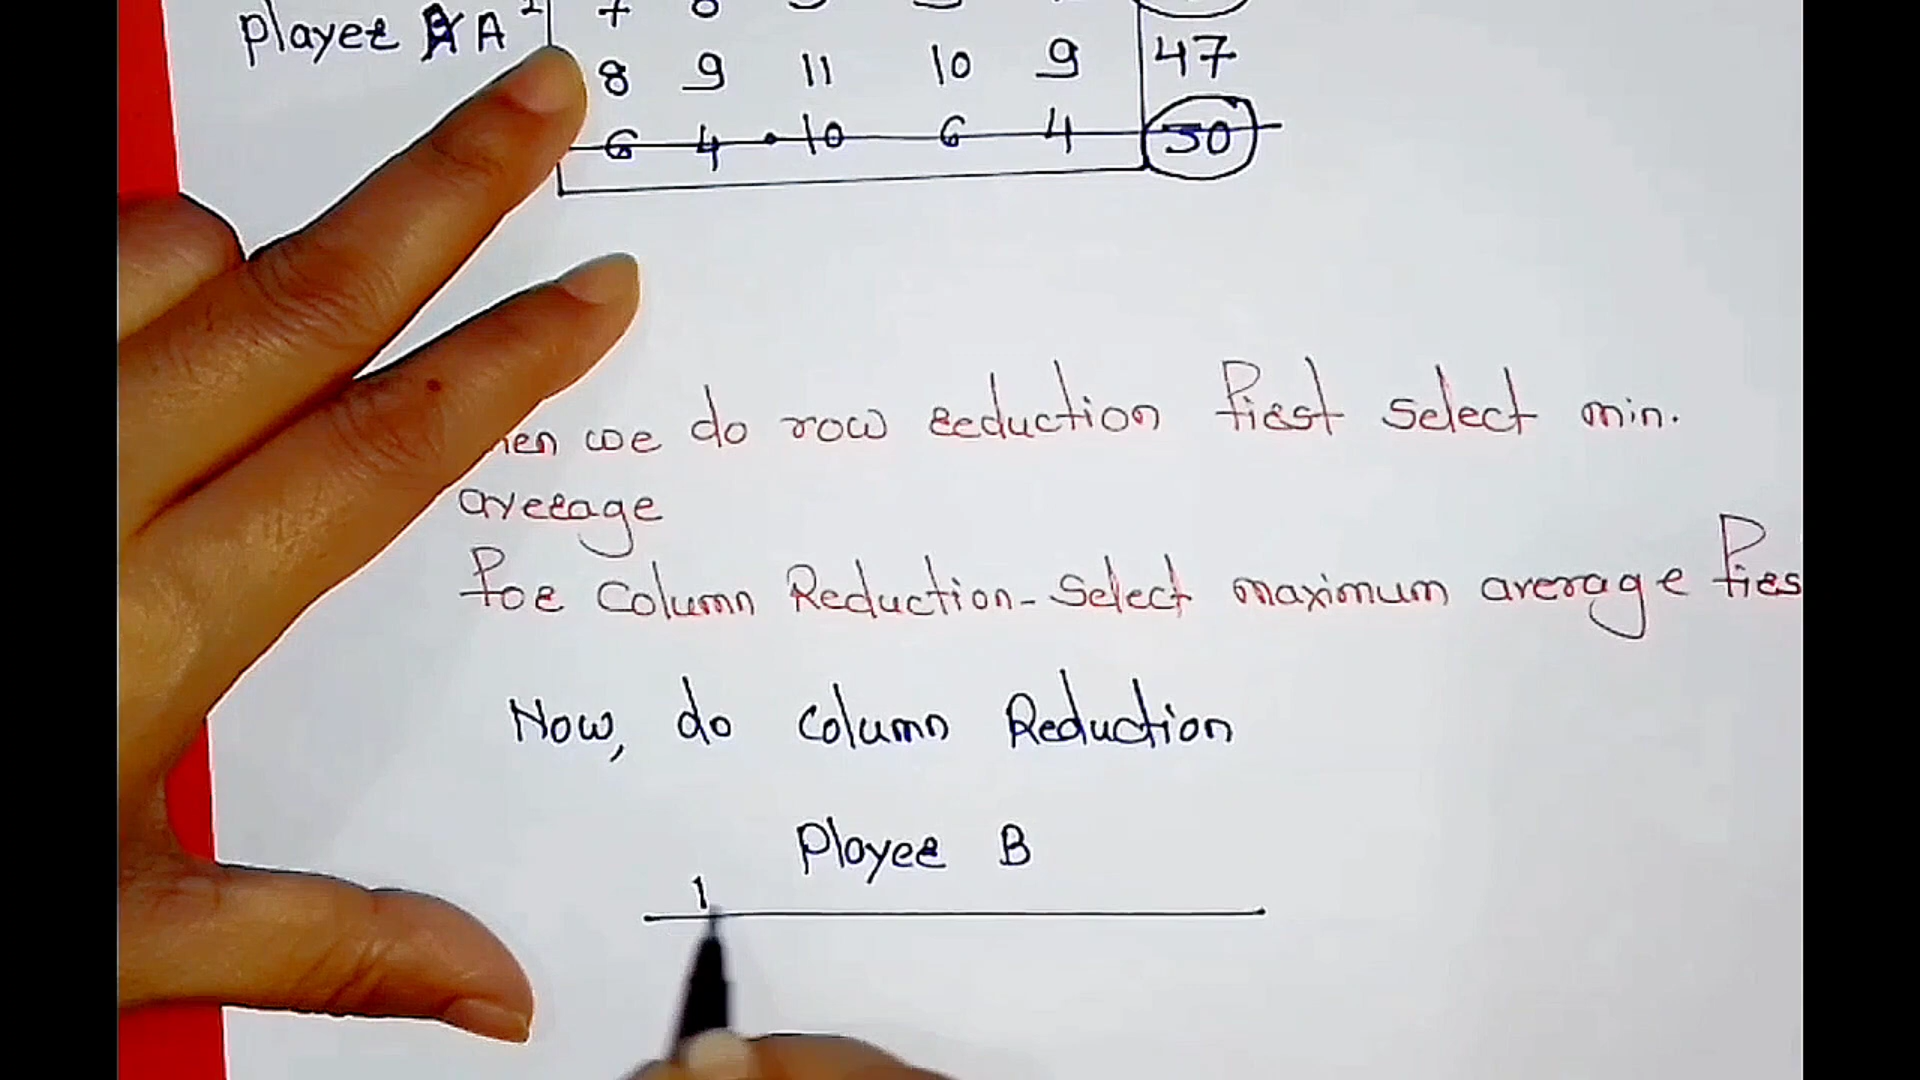 Player A
8 9 11 10 9 47
6 4 10 6 4 30
we do row reduction first select min.
average
For Column Reduction - Select maximum average
Now, do Column Reduction
Player B
1